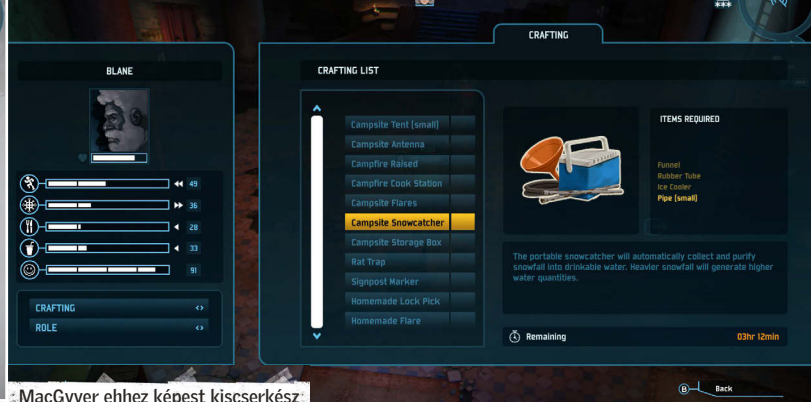 CRAFTING
BLANE
49
36
28
33
91
CRAFTING
ROLE
CRAFTING LIST
Campsite Tent (small)
Campsite Antenna
Campfire Raised
Campfire Cook Station
Campsite Flares
Campsite Snowcatcher
Campsite Storage Box
Rat Trap
Signpost Marker
Homemade Lock Pick
Homemade Flare
ITEMS REQUIRED
Funnel
Rubber Tube
Ice Cooler
Pipe (small)
The portable snowcatcher will automatically collect and purify
snowfall into drinkable water. Heavier snowfall will generate higher
water quantities.
Remaining 03hr 12min
B Back
MacGyver ehhez képest kiscserkész